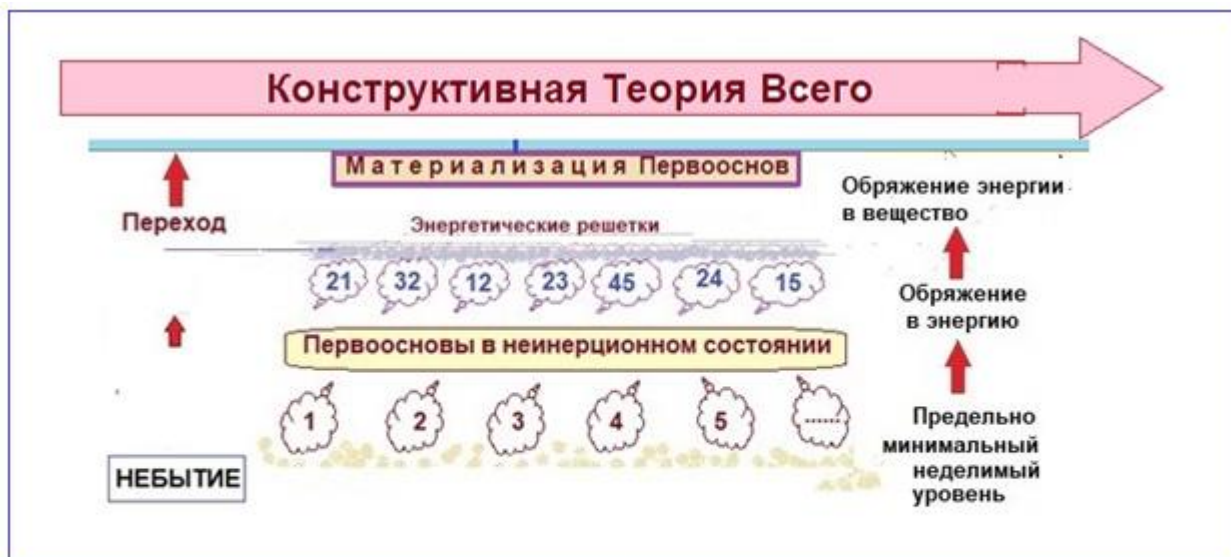 Конструктивная Теория Всего
Материализация Первооснов
Обряжение энергии
в вещество
Переход
Энергетические решетки
21 32 12 23 45 24 15
Обряжение
в энергию
Первоосновы в неинерционном состоянии
1 2 3 4 5 ......
Предельно
минимальный
неделимый
уровень
НЕБЫТИЕ